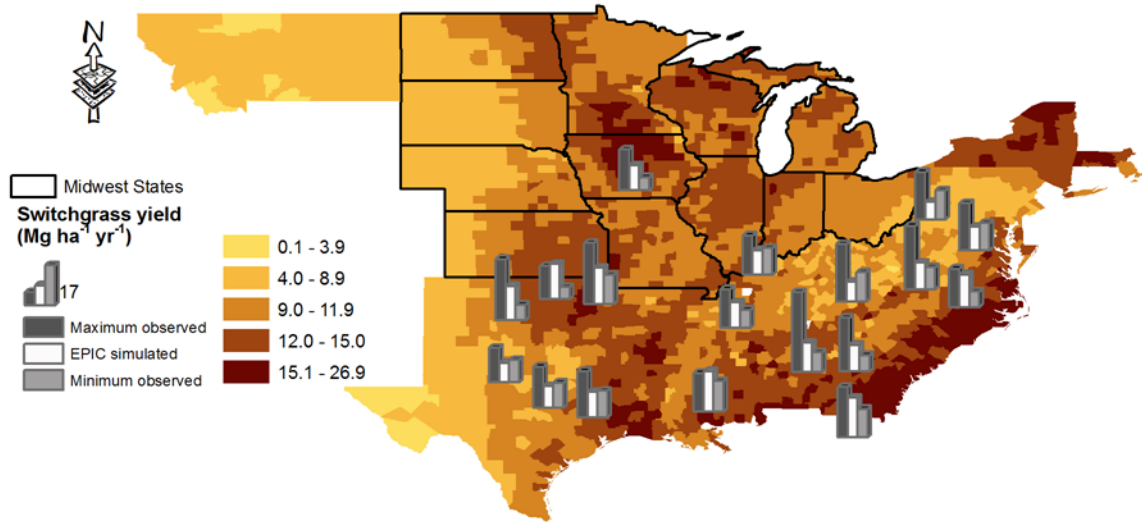 N
Midwest States
Switchgrass yield
(Mg ha⁻¹ yr⁻¹)
17
Maximum observed
EPIC simulated
Minimum observed
0.1 - 3.9
4.0 - 8.9
9.0 - 11.9
12.0 - 15.0
15.1 - 26.9